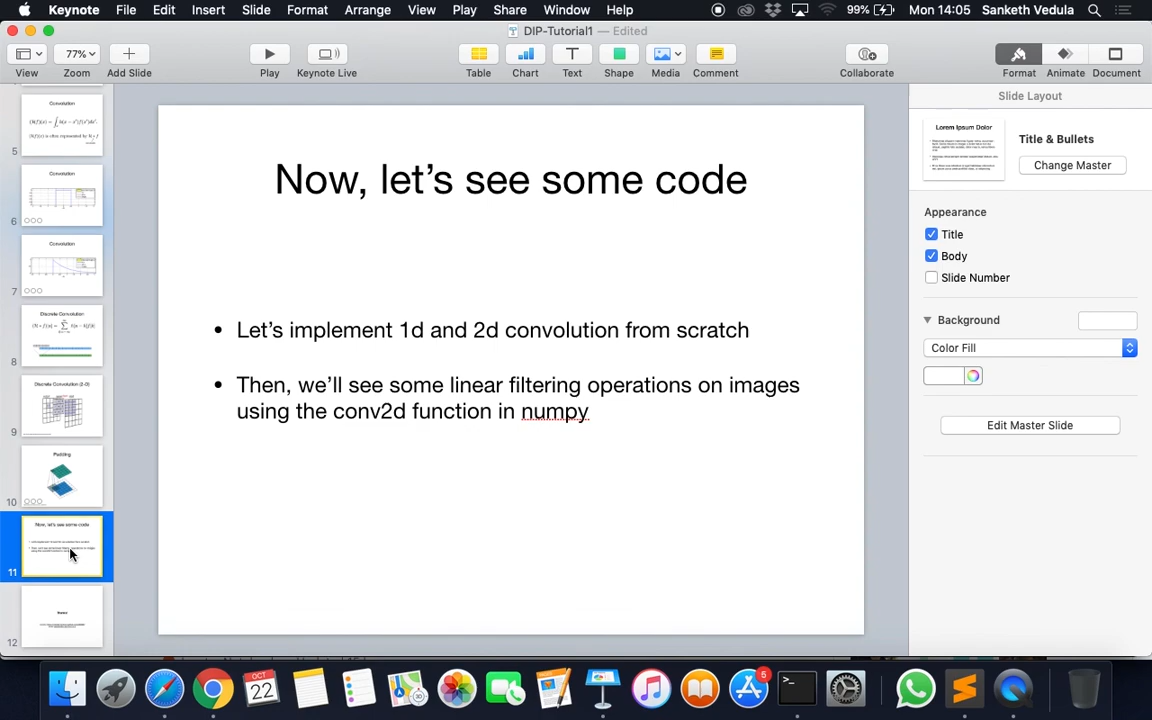 Keynote File Edit Insert Slide Format Arrange View Play Share Window Help 99% Mon 14:05 Sanketh Vedula
DIP-Tutorial1 — Edited
77%
View Zoom Add Slide Play Keynote Live Table Chart Text Shape Media Comment Collaborate Format Animate Document
Slide Layout
Lorem Ipsum Dolor
Title & Bullets
Change Master
Appearance
Title
Body
Slide Number
Background
Color Fill
Edit Master Slide
Convolution
5
Convolution
6
Convolution
7
Discrete Convolution
8
Discrete Convolution (2-D)
9
Padding
10
Now, let's see some code
11
12
Now, let’s see some code
• Let’s implement 1d and 2d convolution from scratch
• Then, we’ll see some linear filtering operations on images
using the conv2d function in numpy
OCT
22
5